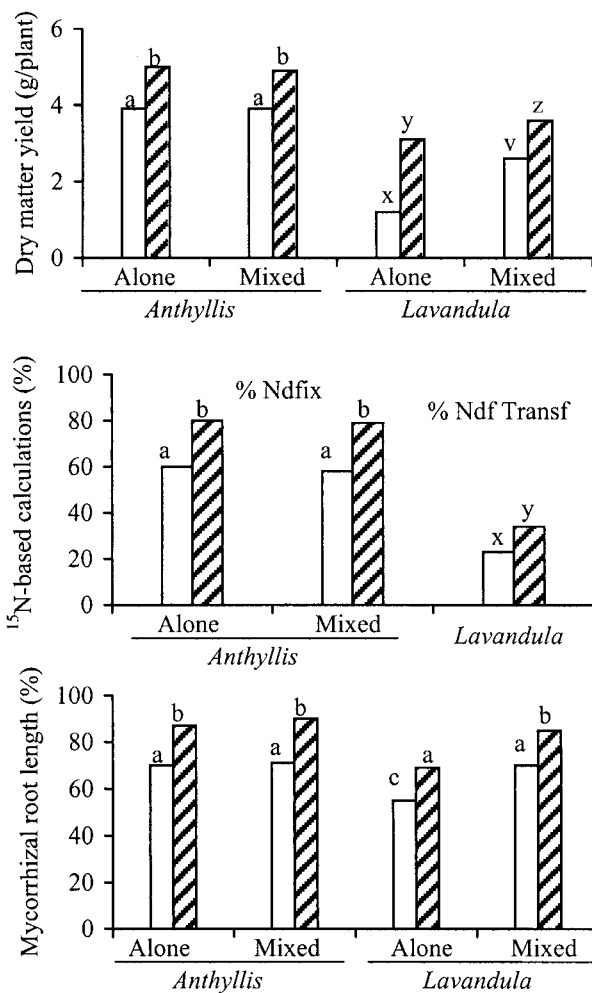 Dry matter yield (g/plant)
6
4
2
0
a
b
a
b
x
y
v
z
Alone
Mixed
Alone
Mixed
Anthyllis
Lavandula
¹⁵N-based calculations (%)
100
80
60
40
20
0
% Ndfix
% Ndf Transf
a
b
a
b
x
y
Alone
Mixed
Anthyllis
Lavandula
Mycorrhizal root length (%)
100
80
60
40
20
0
a
b
a
b
c
a
a
b
Alone
Mixed
Alone
Mixed
Anthyllis
Lavandula